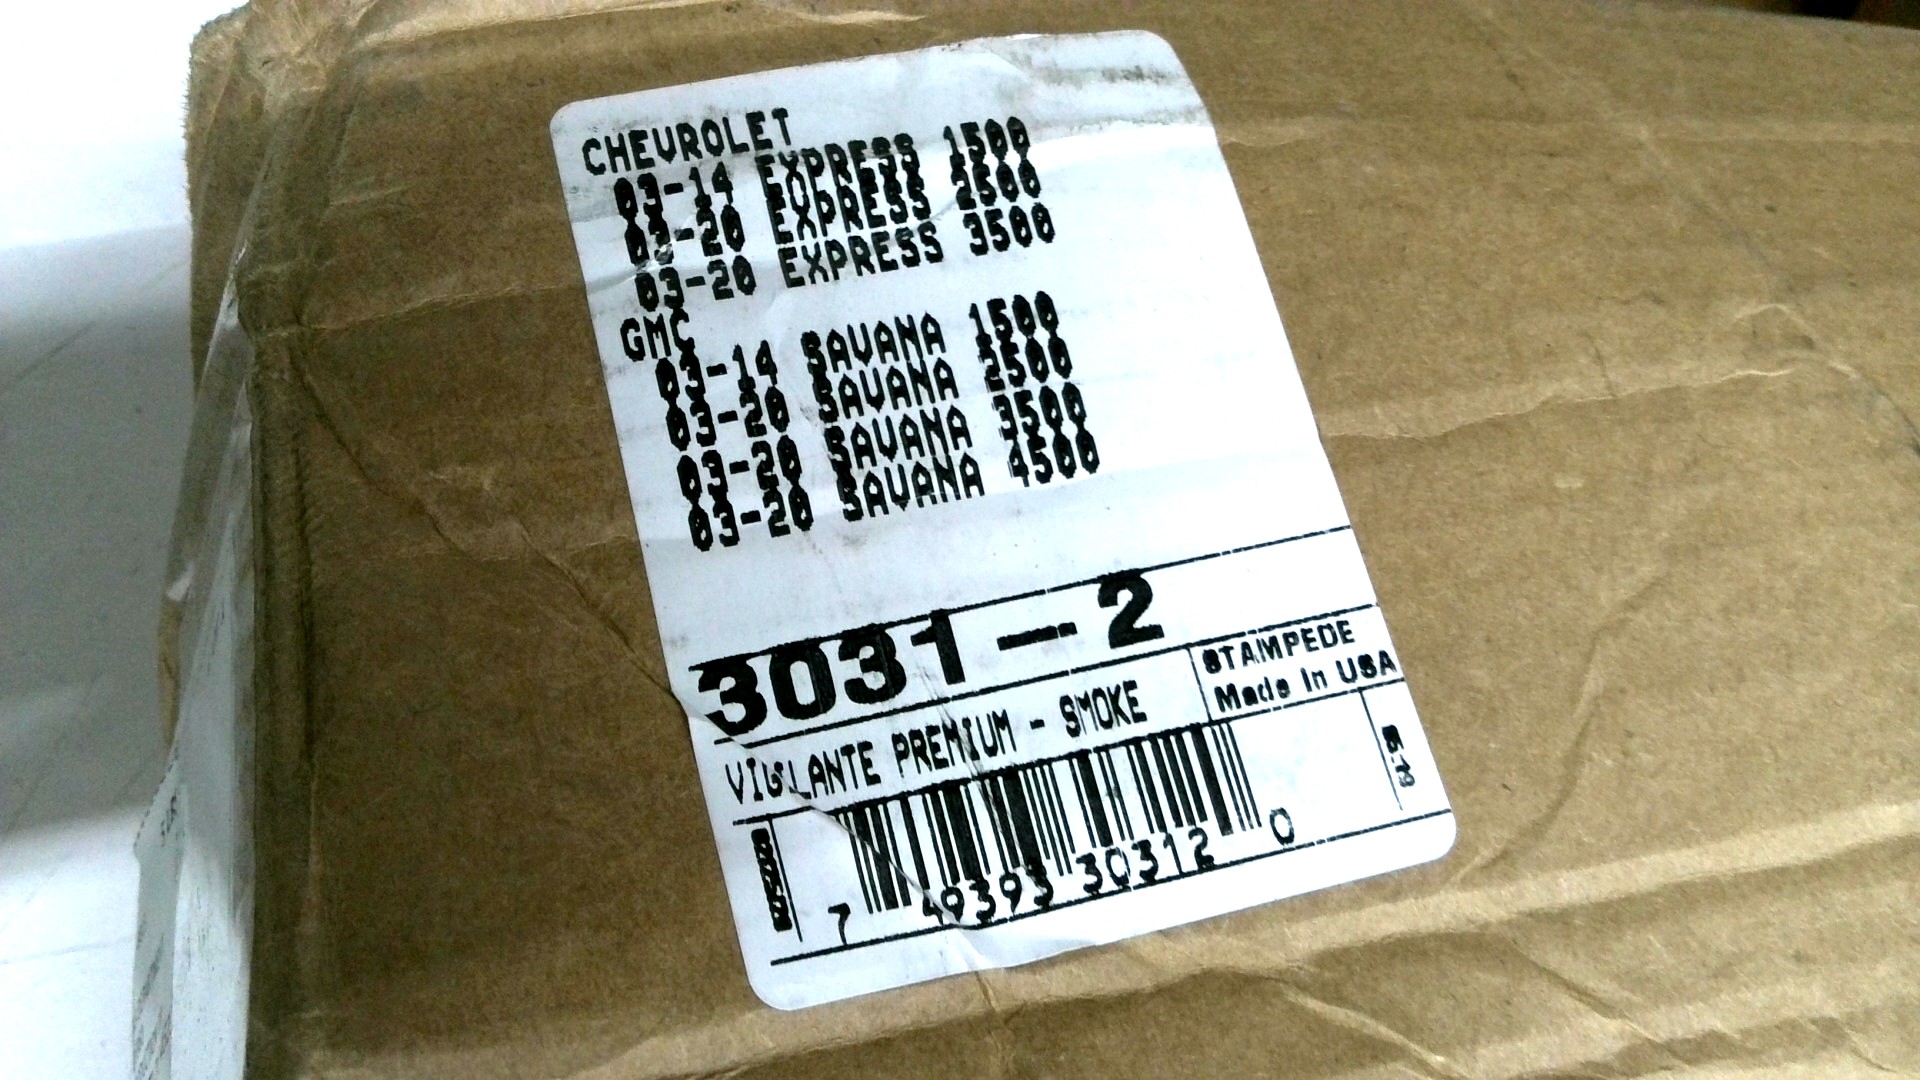 CHEVROLET
03-14 EXPRESS 1500
03-20 EXPRESS 2500
03-20 EXPRESS 3500
GMC
03-14 SAVANA 1500
03-20 SAVANA 2500
03-20 SAVANA 3500
03-20 SAVANA 4500
3031-2
STAMPEDE
Made In USA
VIGILANTE PREMIUM - SMOKE
7 49393 30312 0